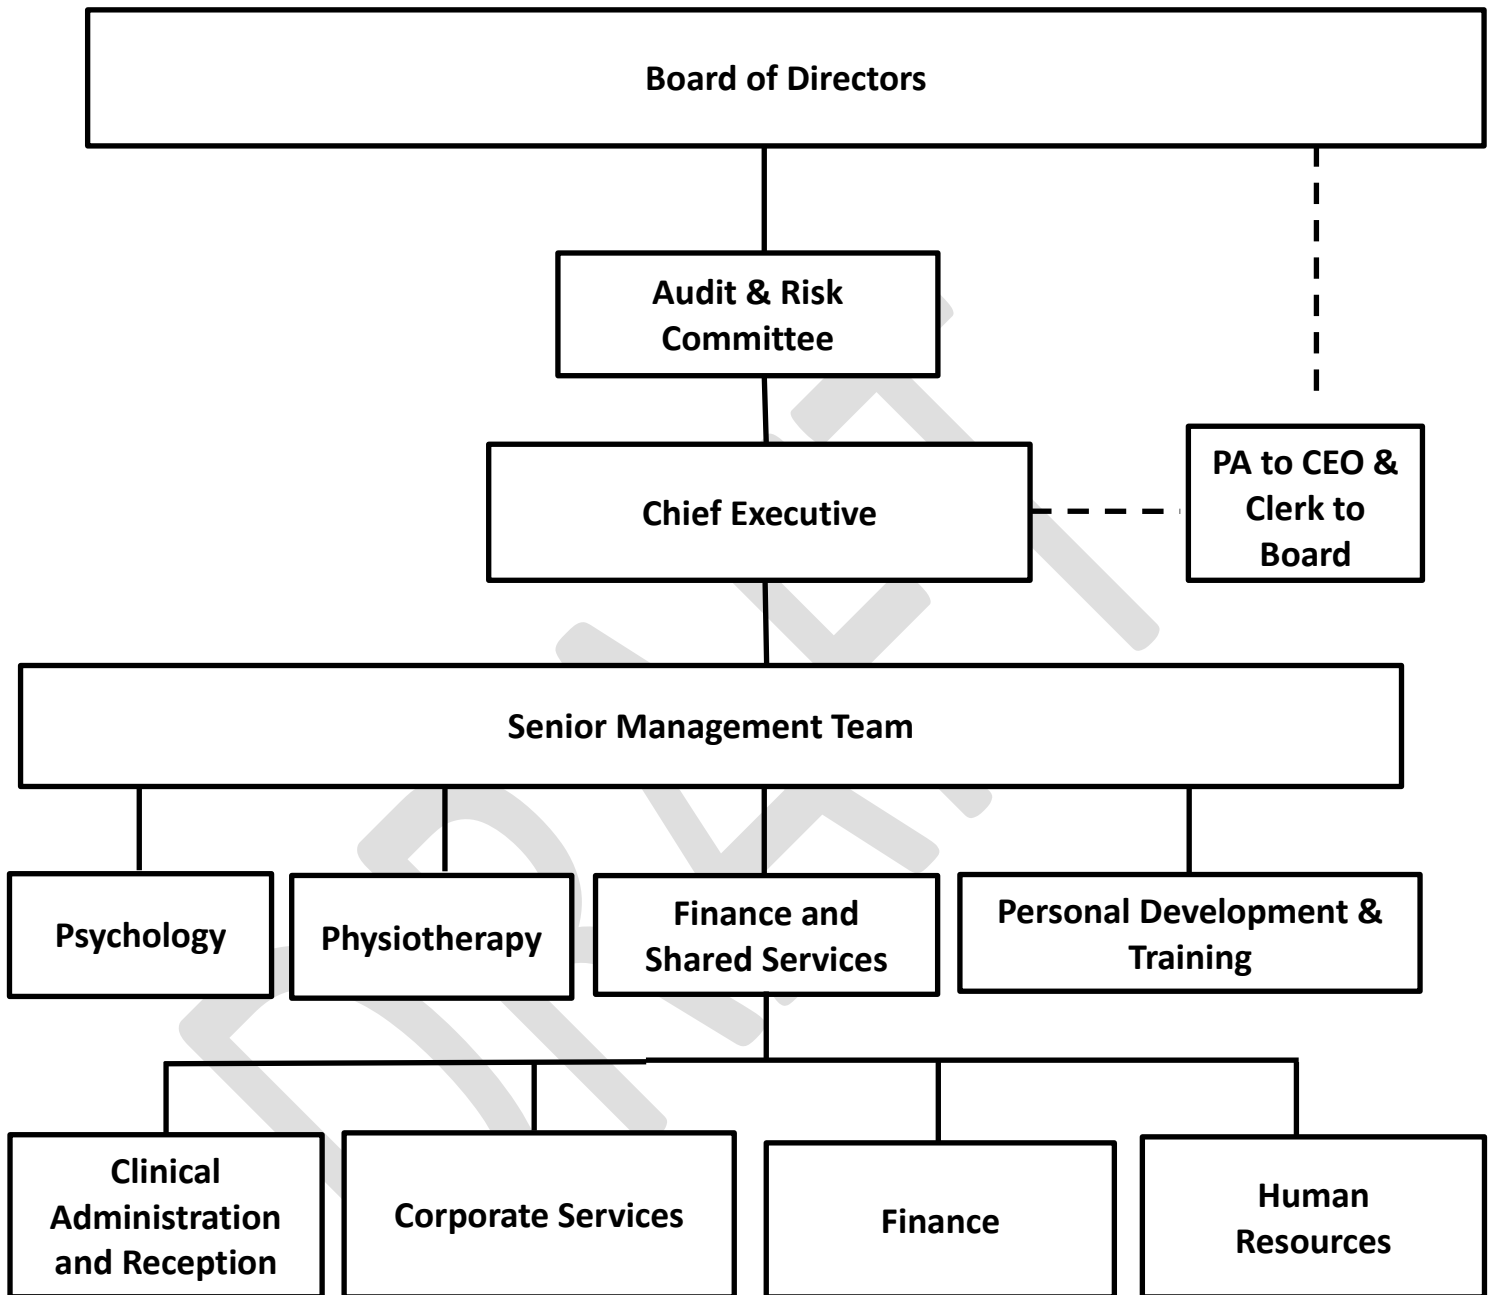 Board of Directors
Audit & Risk
Committee
Chief Executive
PA to CEO &
Clerk to
Board
Senior Management Team
Psychology
Physiotherapy
Finance and
Shared Services
Personal Development &
Training
Clinical
Administration
and Reception
Corporate Services
Finance
Human
Resources
DRAFT